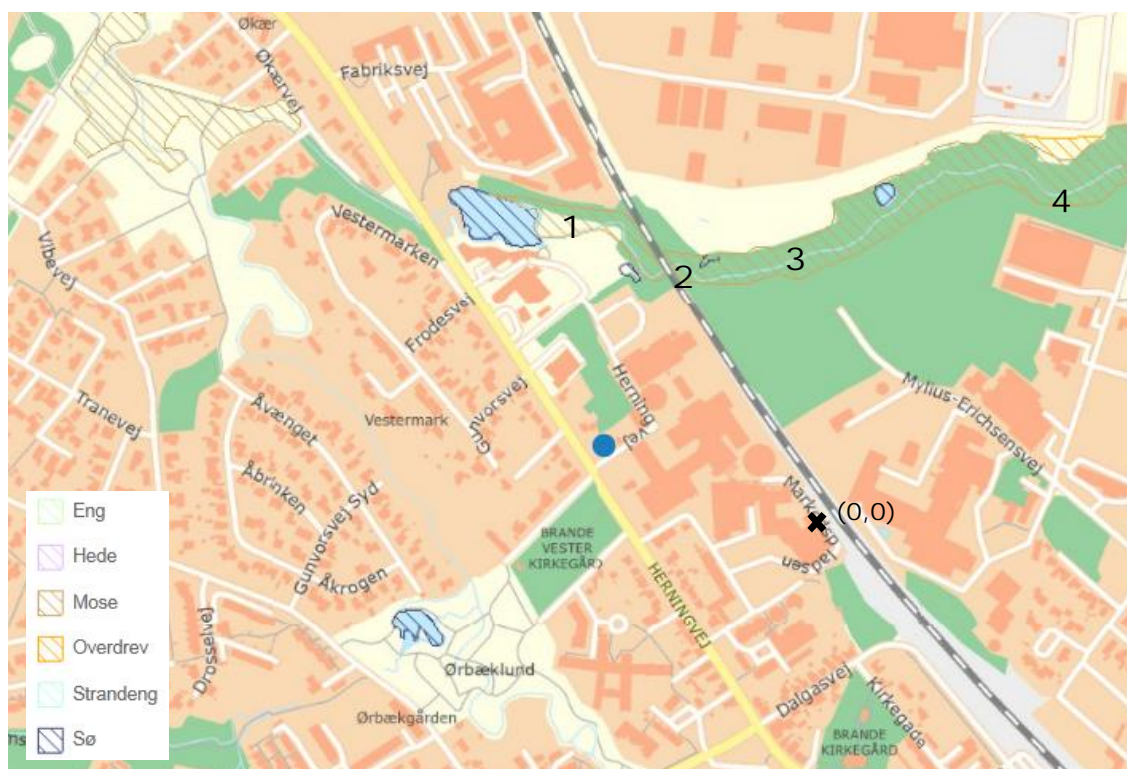 Økær
Økærvej
Fabriksvej
Vestermarken
Vibevej
Frodesvej
1
2
3
4
Herning
vej
Gunvorsvej
Mylius-Erichsensvej
Tranevej
Åvænget
Vestermark
Åbrinken
Gunvorsvej Syd
Åkrogen
Drosselvej
BRANDE
VESTER
KIRKEGÅRD
HERNINGVEJ
(0,0)
Ørbæklund
Ørbækgården
Dalgasvej
Kirkegade
BRANDE
KIRKEGÅRD
Eng
Hede
Mose
Overdrev
Strandeng
Sø